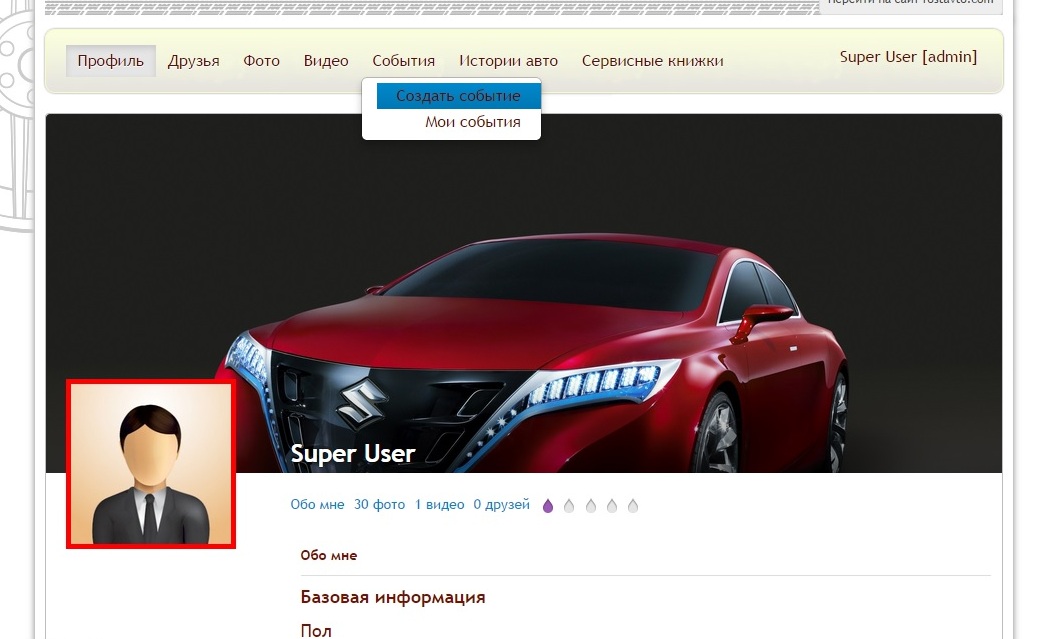 Перейти на сайт rostavto.com
Профиль Друзья Фото Видео События Истории авто Сервисные книжки Super User [admin]
Создать событие
Мои события
Super User
Обо мне 30 фото 1 видео 0 друзей
Обо мне
Базовая информация
Пол